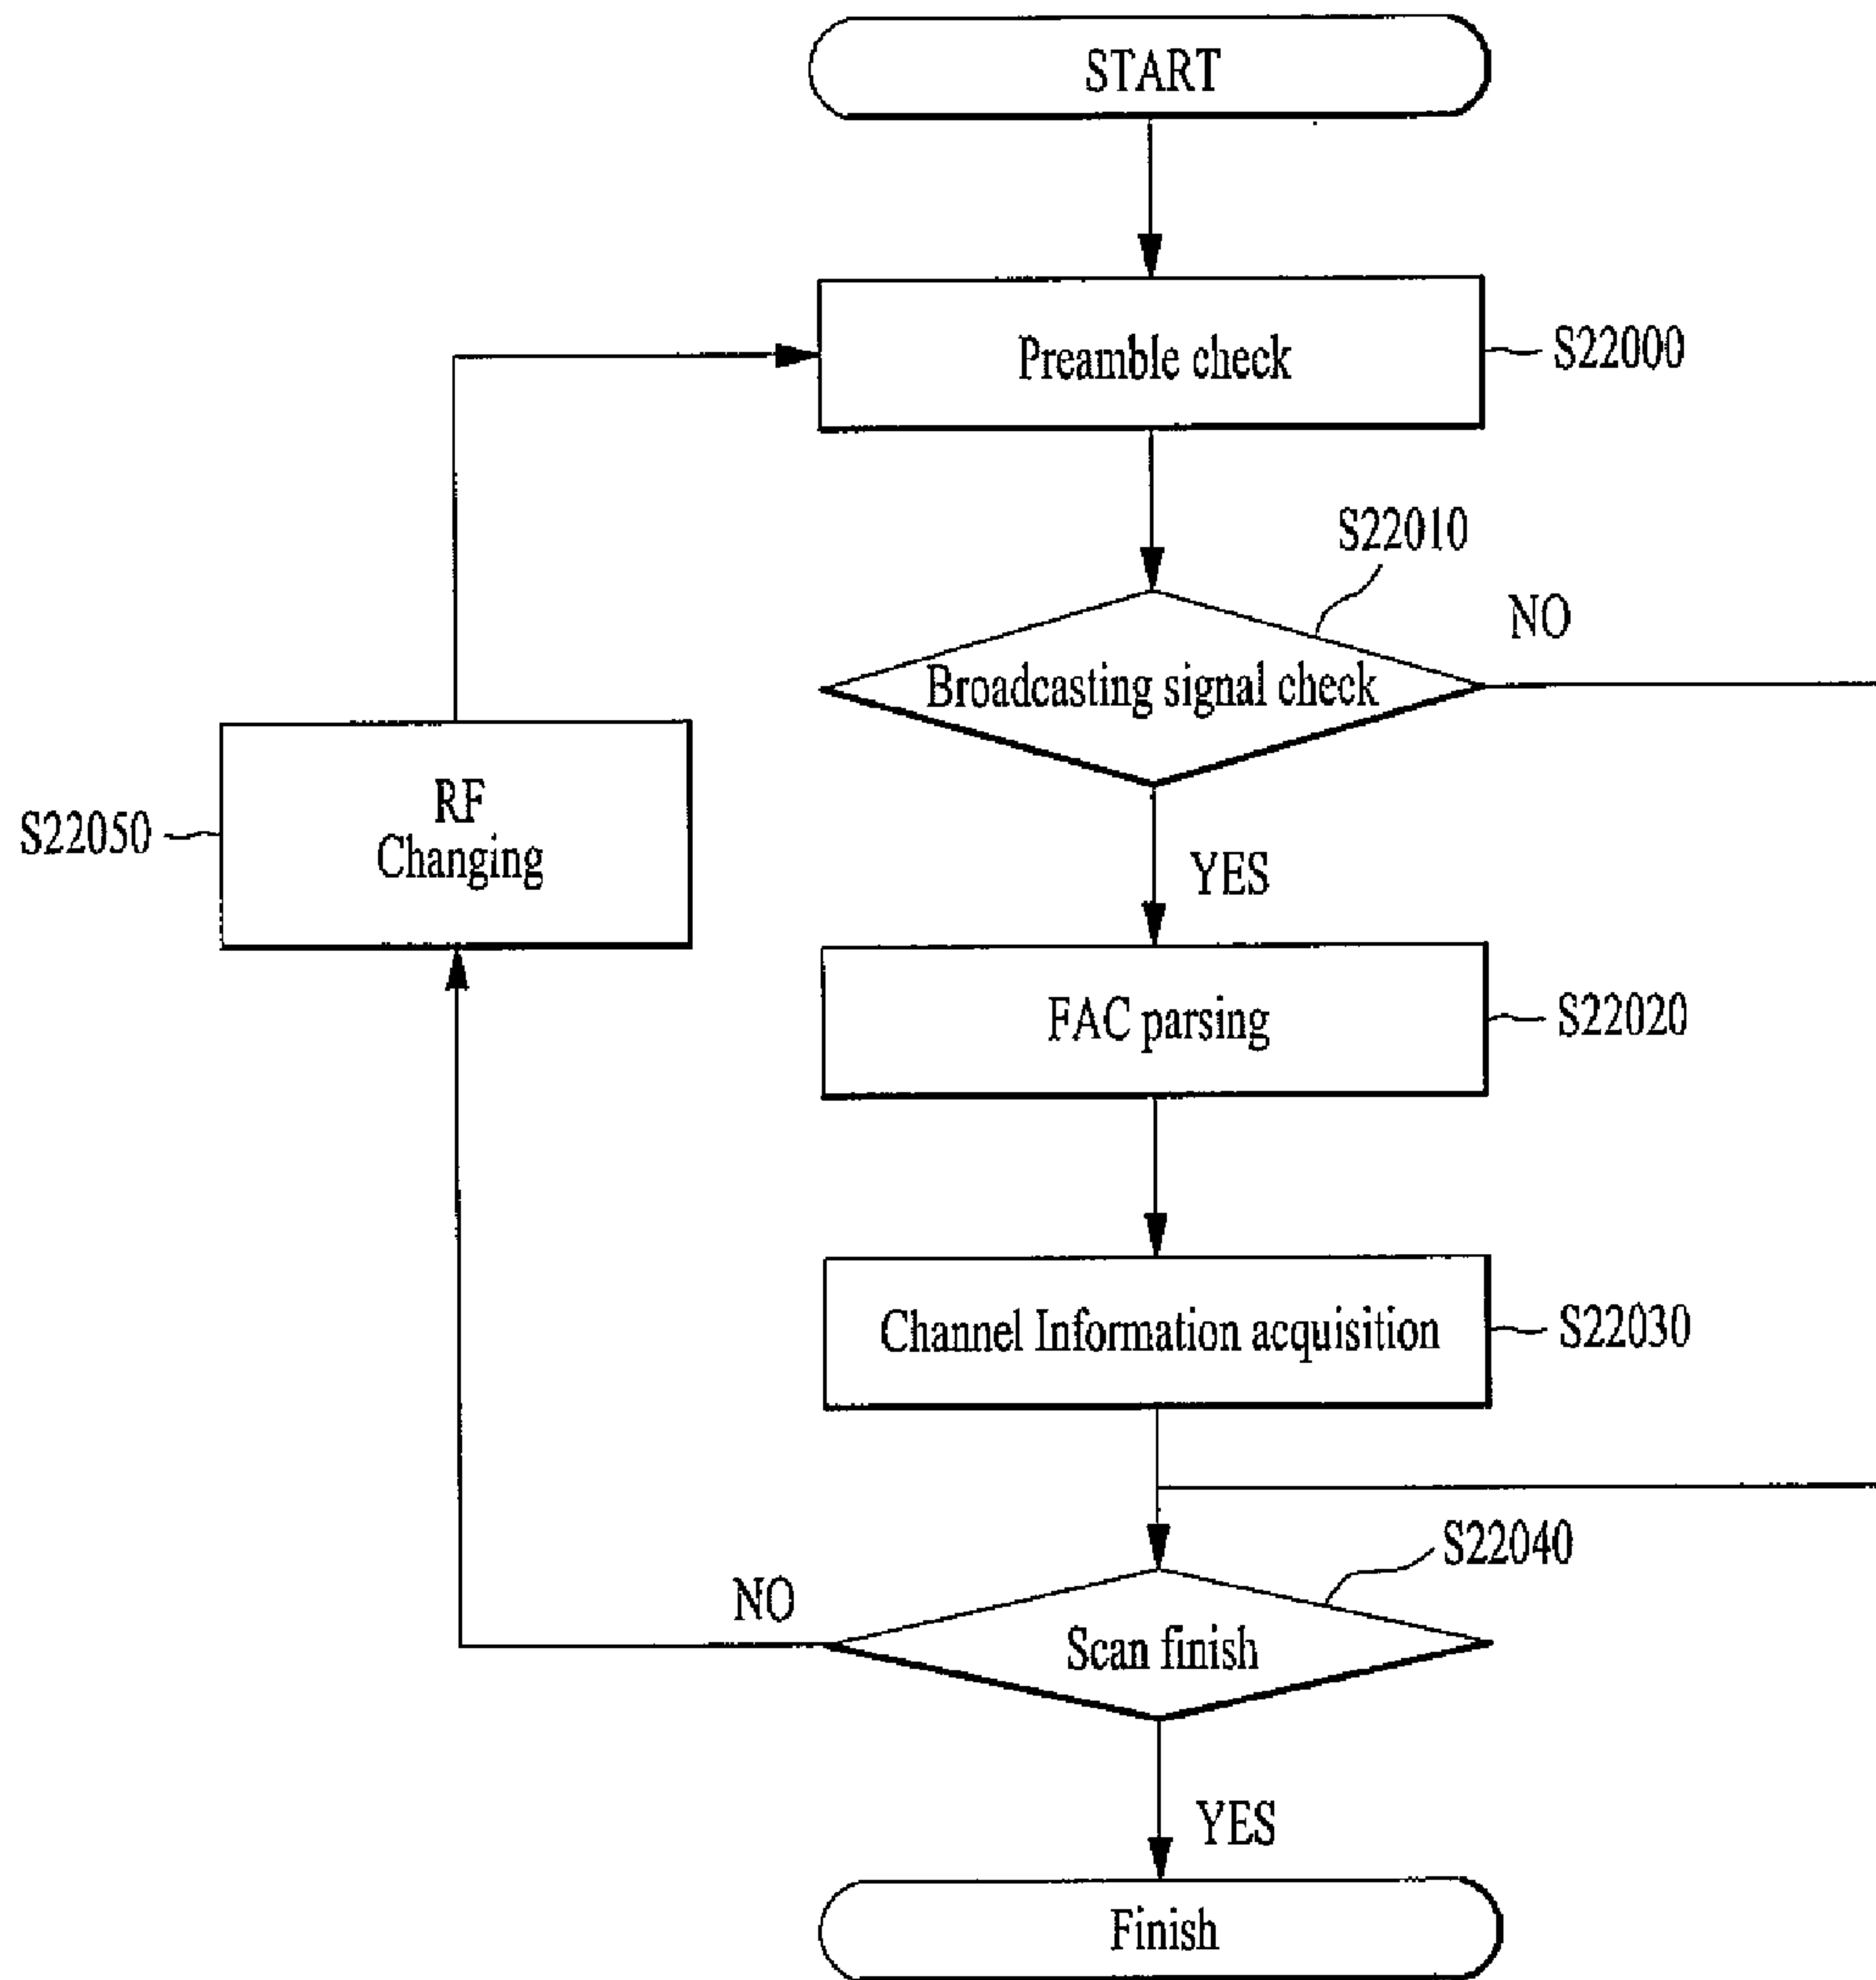 START
Preamble check
S22000
S22010
NO
Broadcasting signal check
RF
Changing
S22050
YES
FAC parsing
S22020
Channel Information acquisition
S22030
S22040
NO
Scan finish
YES
Finish